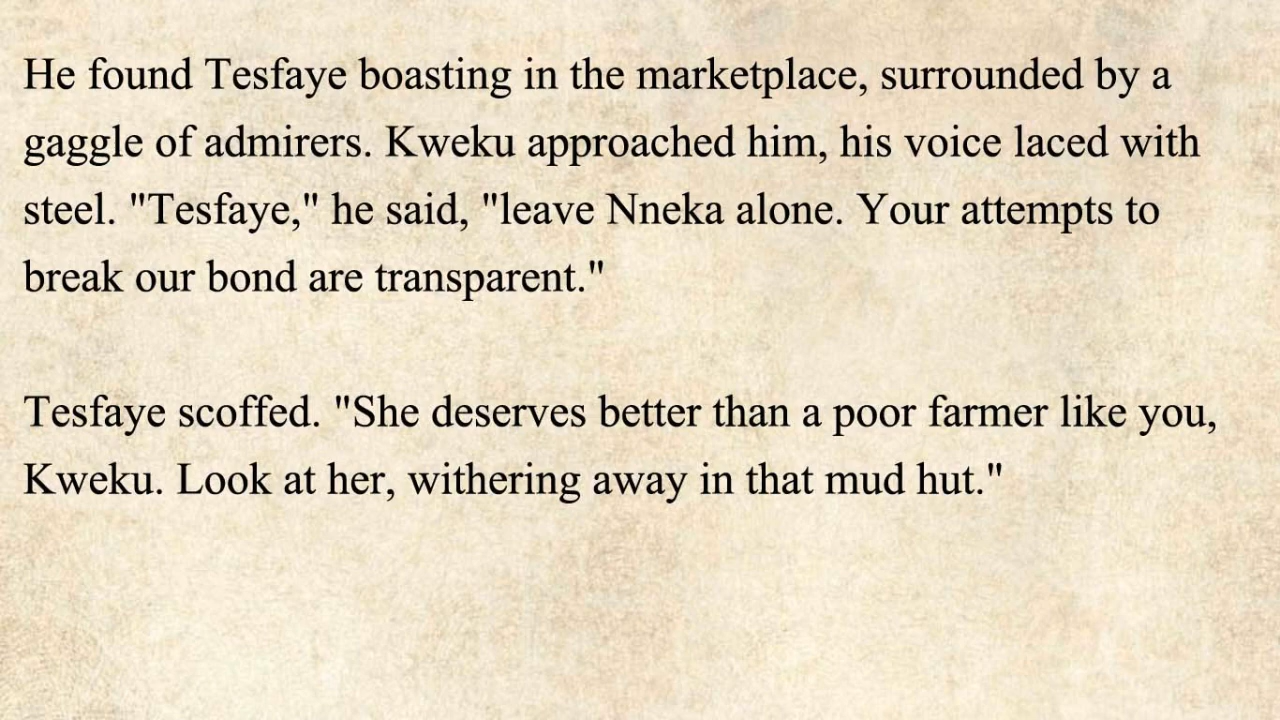 He found Tesfaye boasting in the marketplace, surrounded by a
gaggle of admirers. Kweku approached him, his voice laced with
steel. "Tesfaye," he said, "leave Nneka alone. Your attempts to
break our bond are transparent."
Tesfaye scoffed. "She deserves better than a poor farmer like you,
Kweku. Look at her, withering away in that mud hut."